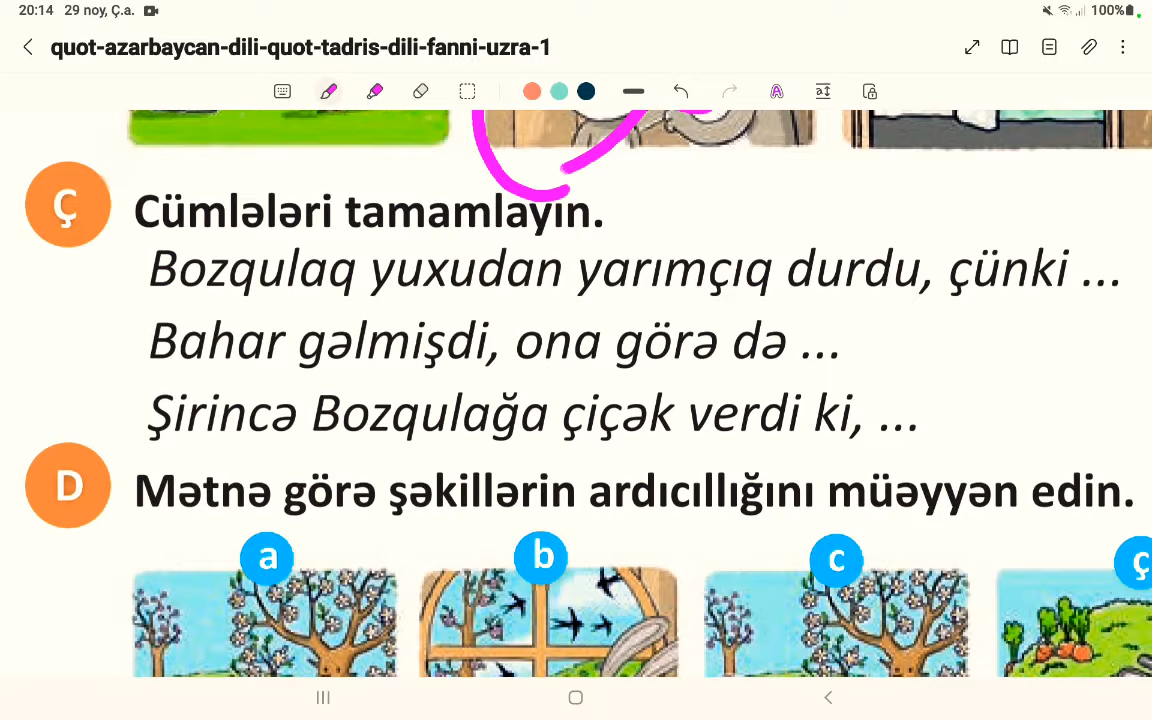 20:14 29 noy, Ç.a. 100%
quot-azarbaycan-dili-quot-tadris-dili-fanni-uzra-1
Ç
Cümlələri tamamlayın.
Bozqulaq yuxudan yarımçıq durdu, çünki ...
Bahar gəlmişdi, ona görə də ...
Şirincə Bozqulağa çiçək verdi ki, ...
D
Mətnə görə şəkillərin ardıcıllığını müəyyən edin.
a b c ç